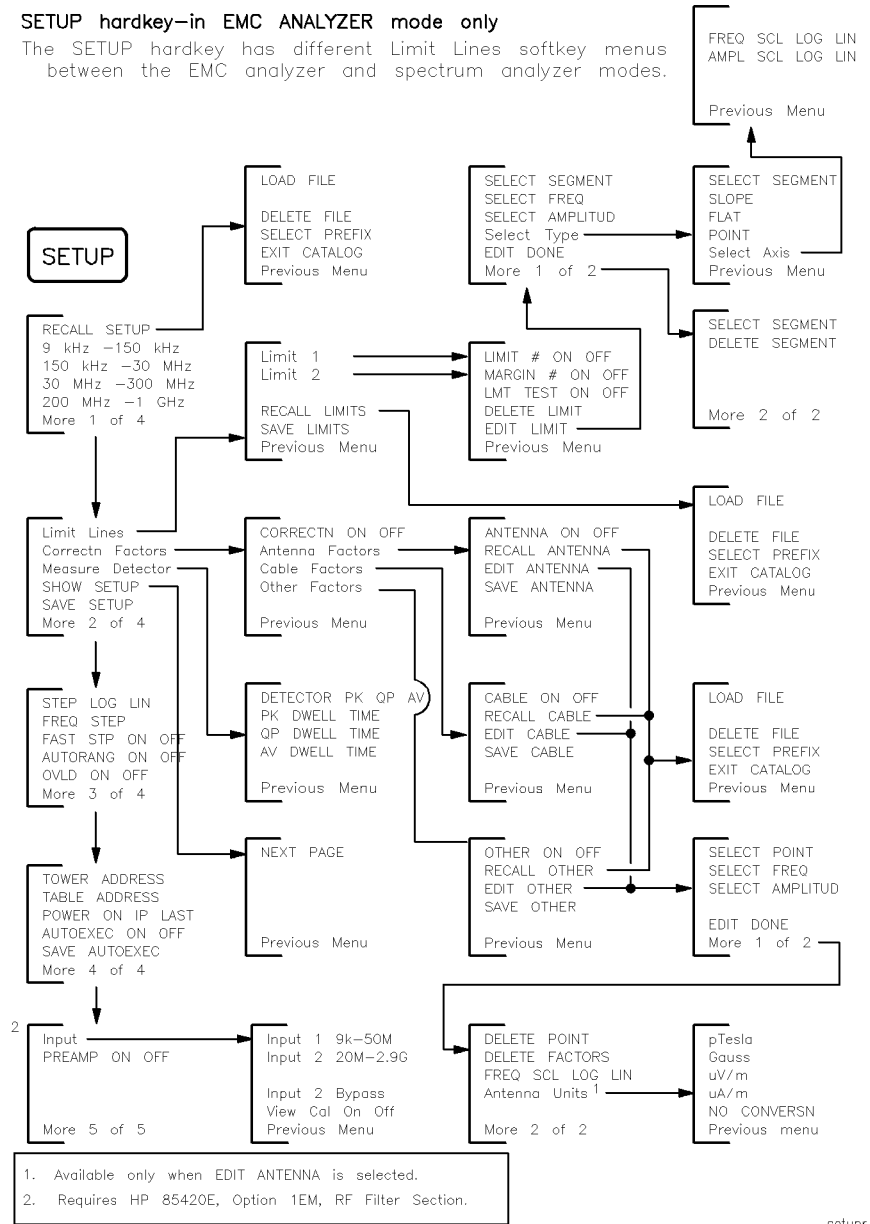 SETUP hardkey-in EMC ANALYZER mode only
The SETUP hardkey has different Limit Lines softkey menus
between the EMC analyzer and spectrum analyzer modes.
FREQ SCL LOG LIN
AMPL SCL LOG LIN
Previous Menu
SETUP
LOAD FILE
DELETE FILE
SELECT PREFIX
EXIT CATALOG
Previous Menu
SELECT SEGMENT
SELECT FREQ
SELECT AMPLITUD
Select Type
EDIT DONE
More 1 of 2
SELECT SEGMENT
SLOPE
FLAT
POINT
Select Axis
Previous Menu
RECALL SETUP
9 kHz -150 kHz
150 kHz -30 MHz
30 MHz -300 MHz
200 MHz -1 GHz
More 1 of 4
Limit 1
Limit 2
RECALL LIMITS
SAVE LIMITS
Previous Menu
LIMIT # ON OFF
MARGIN # ON OFF
LMT TEST ON OFF
DELETE LIMIT
EDIT LIMIT
Previous Menu
SELECT SEGMENT
DELETE SEGMENT
More 2 of 2
Limit Lines
Correctn Factors
Measure Detector
SHOW SETUP
SAVE SETUP
More 2 of 4
CORRECTN ON OFF
Antenna Factors
Cable Factors
Other Factors
Previous Menu
ANTENNA ON OFF
RECALL ANTENNA
EDIT ANTENNA
SAVE ANTENNA
Previous Menu
LOAD FILE
DELETE FILE
SELECT PREFIX
EXIT CATALOG
Previous Menu
STEP LOG LIN
FREQ STEP
FAST STP ON OFF
AUTORANG ON OFF
OVLD ON OFF
More 3 of 4
DETECTOR PK QP AV
PK DWELL TIME
QP DWELL TIME
AV DWELL TIME
Previous Menu
CABLE ON OFF
RECALL CABLE
EDIT CABLE
SAVE CABLE
Previous Menu
LOAD FILE
DELETE FILE
SELECT PREFIX
EXIT CATALOG
Previous Menu
TOWER ADDRESS
TABLE ADDRESS
POWER ON IP LAST
AUTOEXEC ON OFF
SAVE AUTOEXEC
More 4 of 4
NEXT PAGE
Previous Menu
OTHER ON OFF
RECALL OTHER
EDIT OTHER
SAVE OTHER
Previous Menu
SELECT POINT
SELECT FREQ
SELECT AMPLITUD
EDIT DONE
More 1 of 2
2
Input
PREAMP ON OFF
More 5 of 5
Input 1 9k-50M
Input 2 20M-2.9G
Input 2 Bypass
View Cal On Off
Previous Menu
DELETE POINT
DELETE FACTORS
FREQ SCL LOG LIN
Antenna Units 1
More 2 of 2
pTesla
Gauss
uV/m
uA/m
NO CONVERSN
Previous menu
1. Available only when EDIT ANTENNA is selected.
2. Requires HP 85420E, Option 1EM, RF Filter Section.